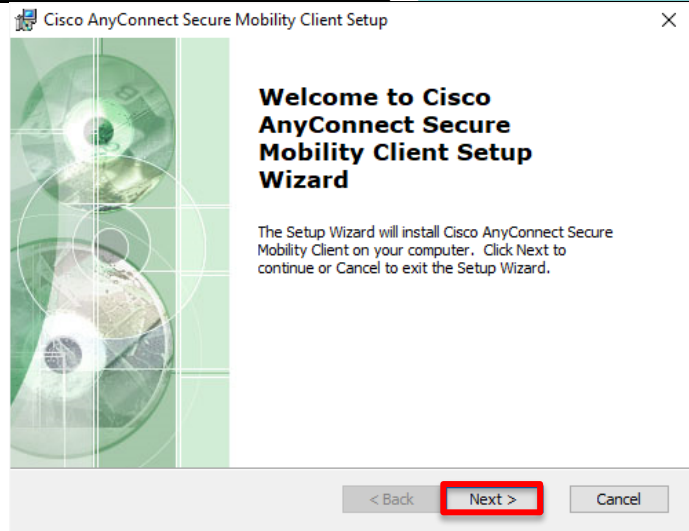 Cisco AnyConnect Secure Mobility Client Setup
Welcome to Cisco
AnyConnect Secure
Mobility Client Setup
Wizard
The Setup Wizard will install Cisco AnyConnect Secure
Mobility Client on your computer. Click Next to
continue or Cancel to exit the Setup Wizard.
< Back Next > Cancel